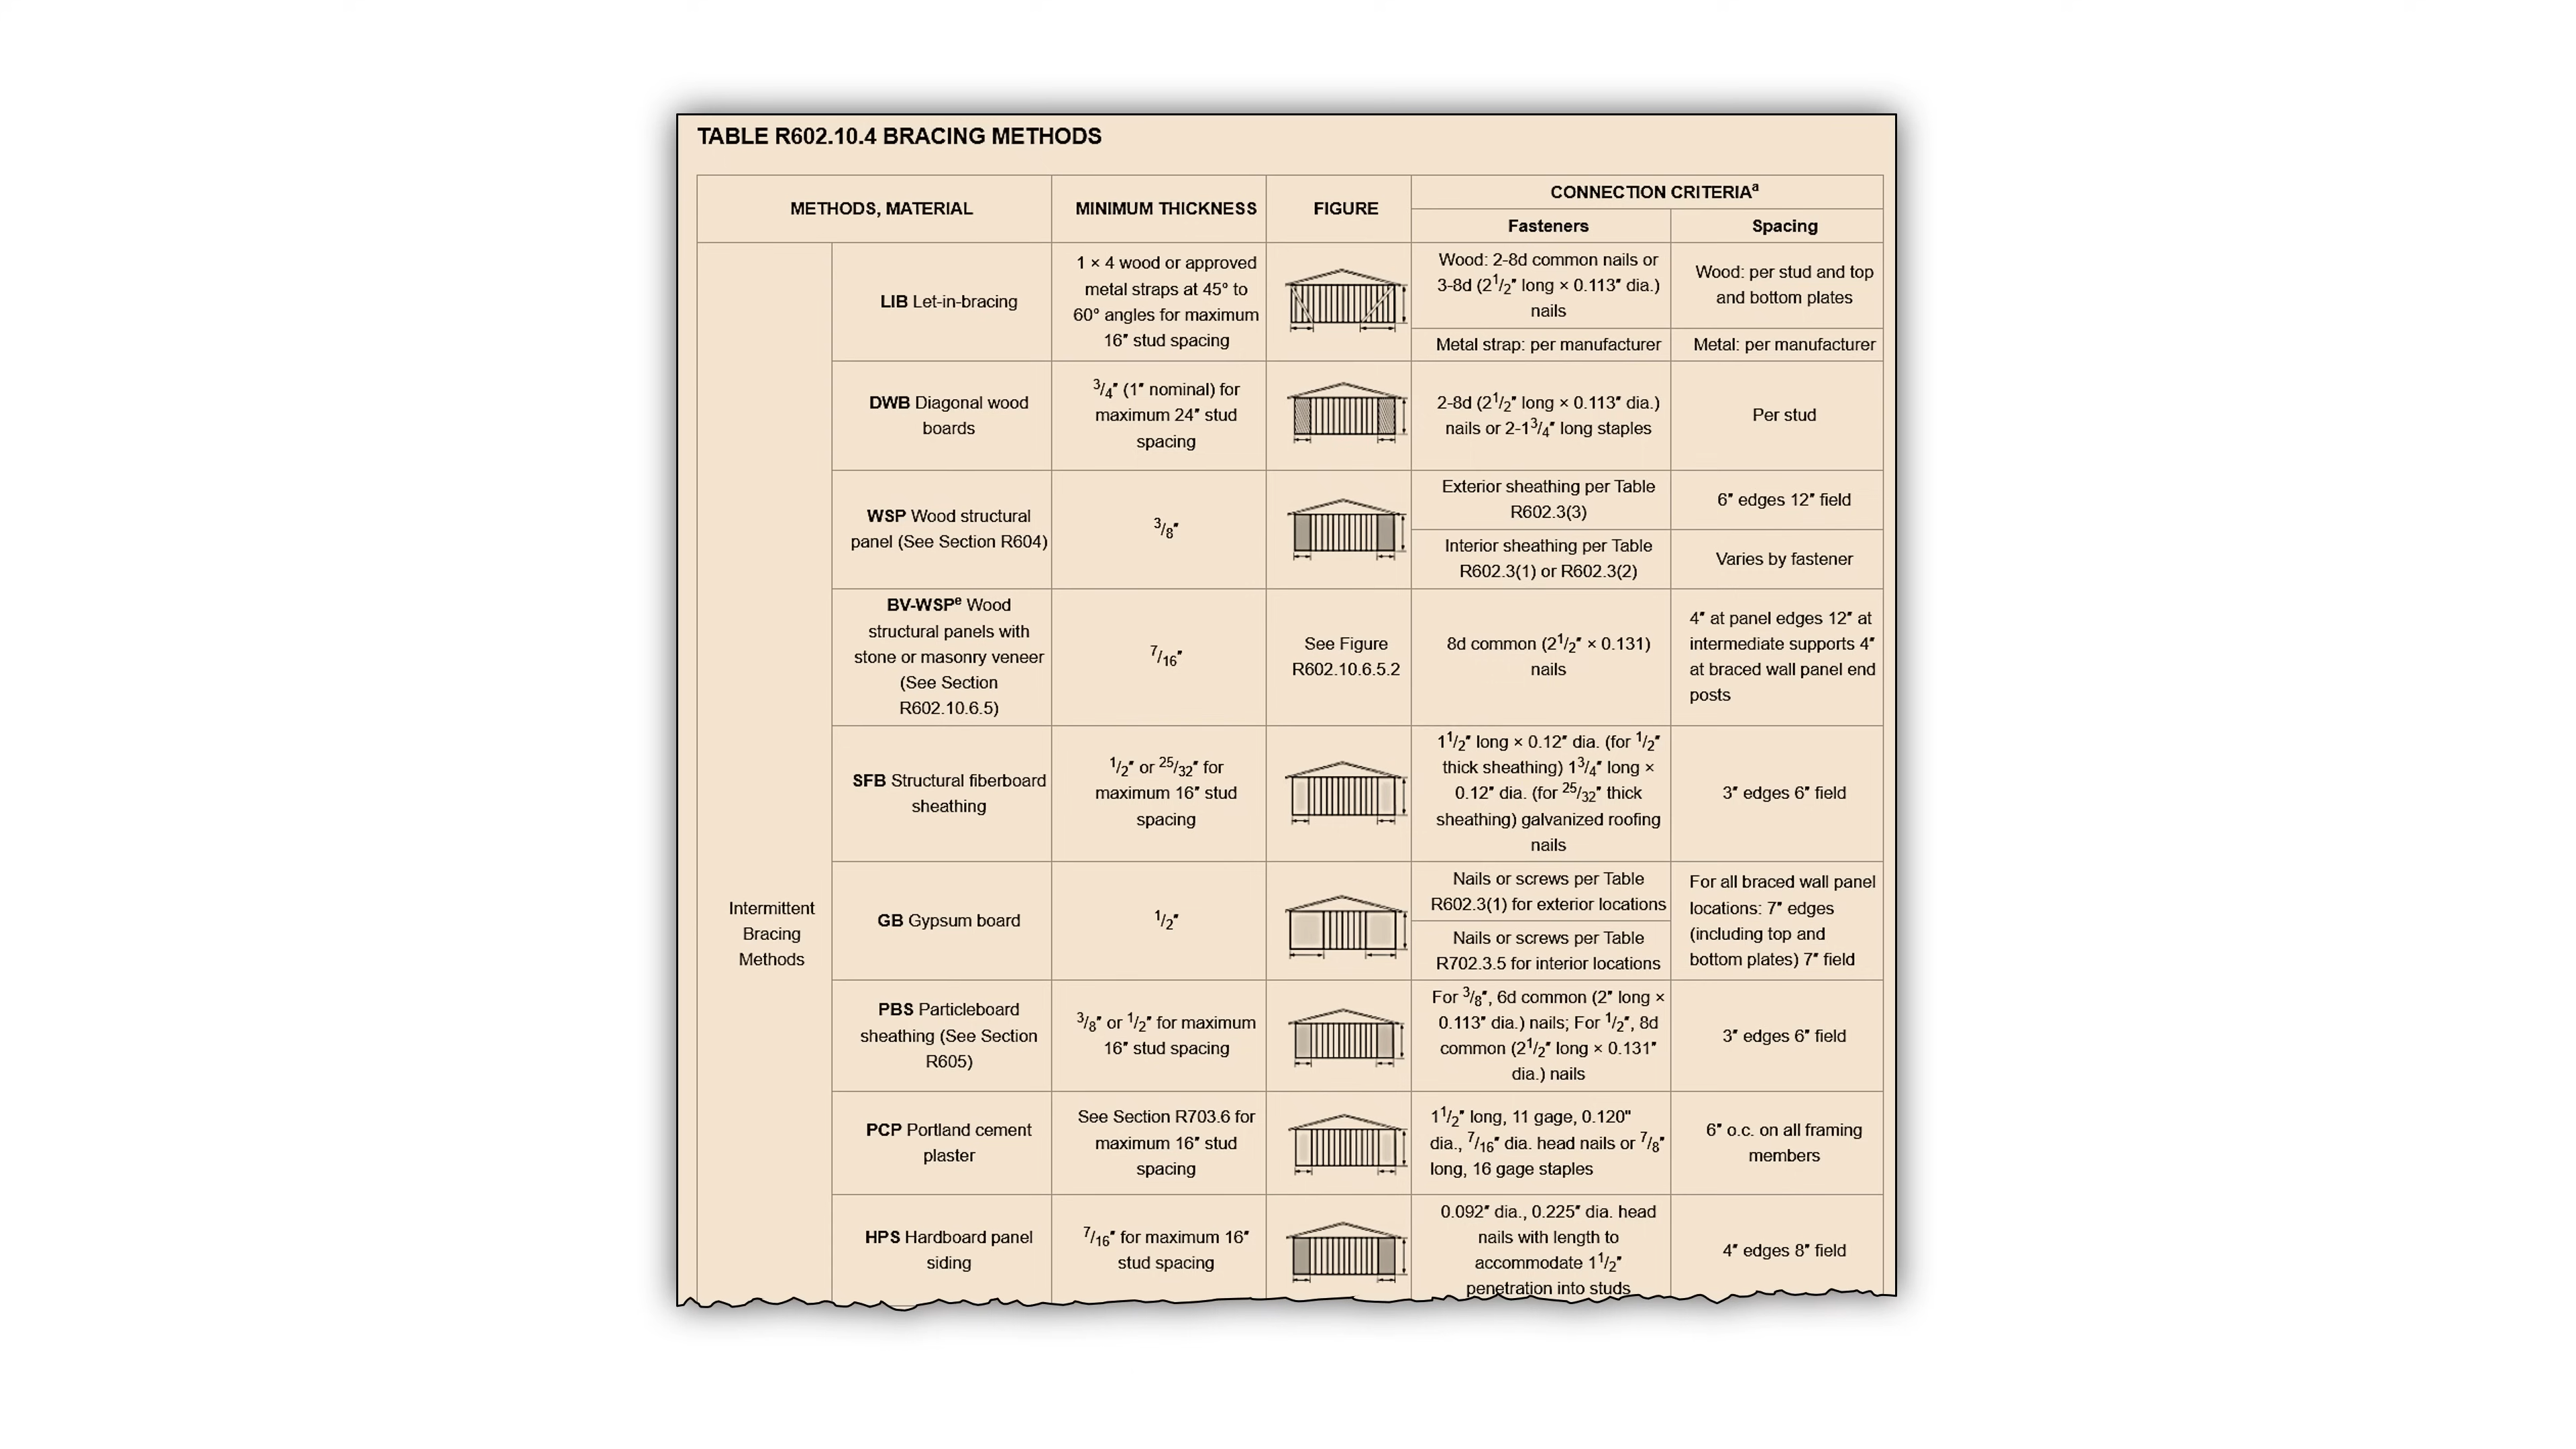 TABLE R602.10.4 BRACING METHODS
METHODS, MATERIAL
MINIMUM THICKNESS
FIGURE
CONNECTION CRITERIAᵃ
Fasteners
Spacing
Intermittent
Bracing
Methods
LIB Let-in-bracing
1 × 4 wood or approved
metal straps at 45° to
60° angles for maximum
16″ stud spacing
Wood: 2-8d common nails or
3-8d (2 1/2″ long × 0.113″ dia.)
nails
Wood: per stud and top
and bottom plates
Metal strap: per manufacturer
Metal: per manufacturer
DWB Diagonal wood
boards
3/4″ (1″ nominal) for
maximum 24″ stud
spacing
2-8d (2 1/2″ long × 0.113″ dia.)
nails or 2-1 3/4″ long staples
Per stud
WSP Wood structural
panel (See Section R604)
3/8″
Exterior sheathing per Table
R602.3(3)
6″ edges 12″ field
Interior sheathing per Table
R602.3(1) or R602.3(2)
Varies by fastener
BV-WSPᵉ Wood
structural panels with
stone or masonry veneer
(See Section
R602.10.6.5)
7/16″
See Figure
R602.10.6.5.2
8d common (2 1/2″ × 0.131)
nails
4″ at panel edges 12″ at
intermediate supports 4″
at braced wall panel end
posts
SFB Structural fiberboard
sheathing
1/2″ or 25/32″ for
maximum 16″ stud
spacing
1 1/2″ long × 0.12″ dia. (for 1/2″
thick sheathing) 1 3/4″ long ×
0.12″ dia. (for 25/32″ thick
sheathing) galvanized roofing
nails
3″ edges 6″ field
GB Gypsum board
1/2″
Nails or screws per Table
R602.3(1) for exterior locations
Nails or screws per Table
R702.3.5 for interior locations
For all braced wall panel
locations: 7″ edges
(including top and
bottom plates) 7″ field
PBS Particleboard
sheathing (See Section
R605)
3/8″ or 1/2″ for maximum
16″ stud spacing
For 3/8″, 6d common (2″ long ×
0.113″ dia.) nails; For 1/2″, 8d
common (2 1/2″ long × 0.131″
dia.) nails
3″ edges 6″ field
PCP Portland cement
plaster
See Section R703.6 for
maximum 16″ stud
spacing
1 1/2″ long, 11 gage, 0.120"
dia., 7/16″ dia. head nails or 7/8″
long, 16 gage staples
6″ o.c. on all framing
members
HPS Hardboard panel
siding
7/16″ for maximum 16″
stud spacing
0.092″ dia., 0.225″ dia. head
nails with length to
accommodate 1 1/2″
penetration into studs
4″ edges 8″ field